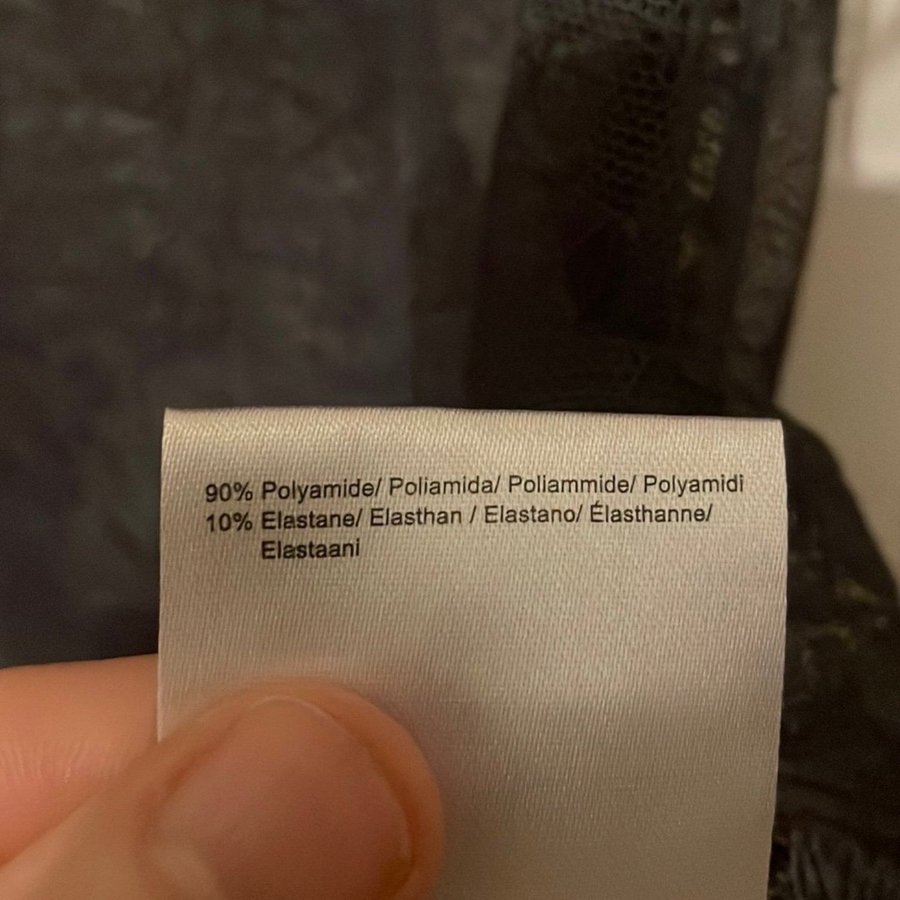 90% Polyamide/ Poliamida/ Poliammide/ Polyamidi
10% Elastane/ Elasthan / Elastano/ Élasthanne/
Elastaani